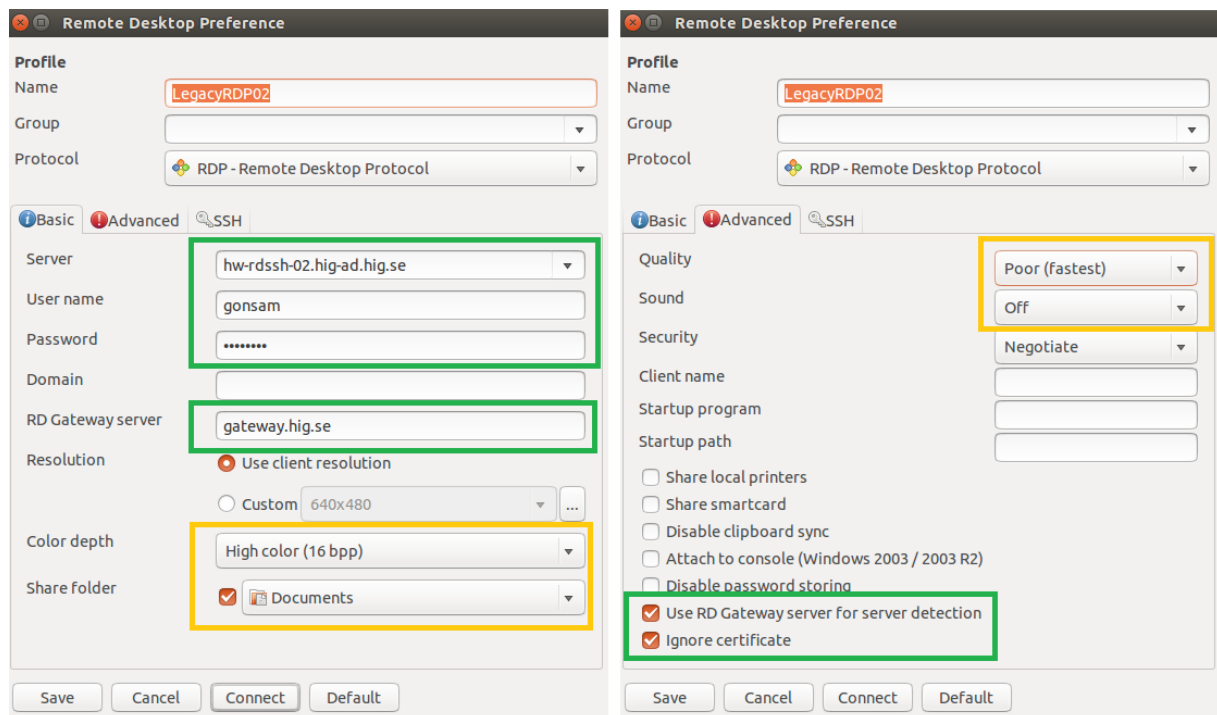 Remote Desktop Preference
Profile
Name LegacyRDP02
Group
Protocol RDP - Remote Desktop Protocol
Basic Advanced SSH
Server hw-rdssh-02.hig-ad.hig.se
User name gonsam
Password ••••••••
Domain
RD Gateway server gateway.hig.se
Resolution Use client resolution
Custom 640x480 ...
Color depth High color (16 bpp)
Share folder Documents
Save Cancel Connect Default
Remote Desktop Preference
Profile
Name LegacyRDP02
Group
Protocol RDP - Remote Desktop Protocol
Basic Advanced SSH
Quality Poor (fastest)
Sound Off
Security Negotiate
Client name
Startup program
Startup path
Share local printers
Share smartcard
Disable clipboard sync
Attach to console (Windows 2003 / 2003 R2)
Disable password storing
Use RD Gateway server for server detection
Ignore certificate
Save Cancel Connect Default